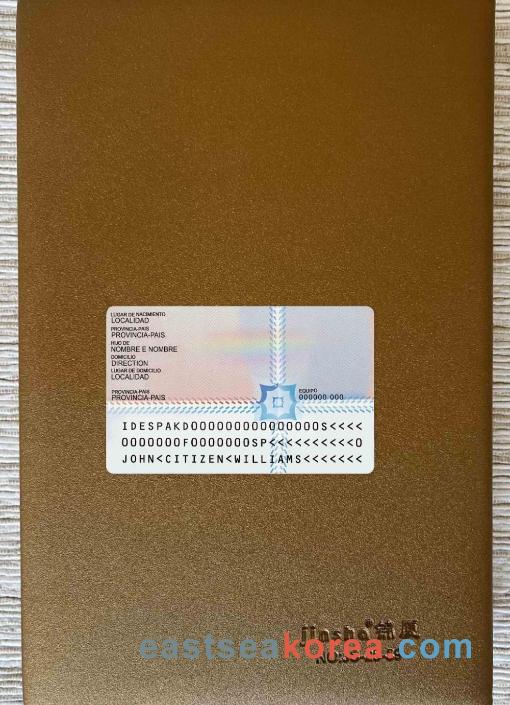 LUGAR DE NACIMIENTO
LOCALIDAD
PROVINCIA-PAIS
PROVINCIA-PAIS
HIJO DE
NOMBRE E NOMBRE
DOMICILIO
DIRECTION
LUGAR DE DOMICILIO
LOCALIDAD
PROVINCIA-PAIS
PROVINCIA-PAIS
EQUIPO
000000 000
IDESPAKD0000000000000000S<<<<
0000000F0000000SP<<<<<<<<<<0
JOHN<CITIZEN<WILLIAMS<<<<<<<
eastseakorea.com